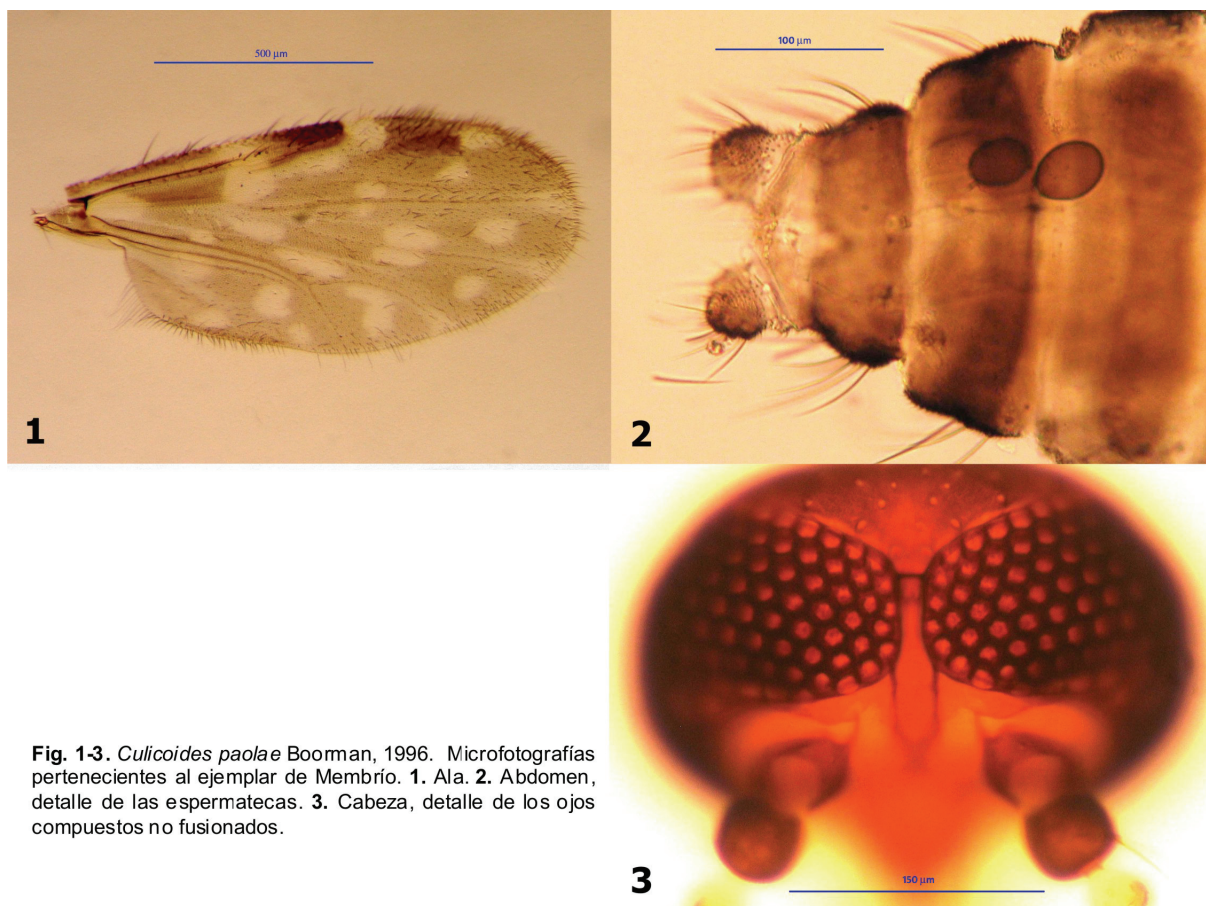 500 µm
1
100 µm
2
150 µm
3
Fig. 1-3. Culicoides paolae Boorman, 1996. Microfotografías
pertenecientes al ejemplar de Membrío. 1. Ala. 2. Abdomen,
detalle de las espermatecas. 3. Cabeza, detalle de los ojos
compuestos no fusionados.